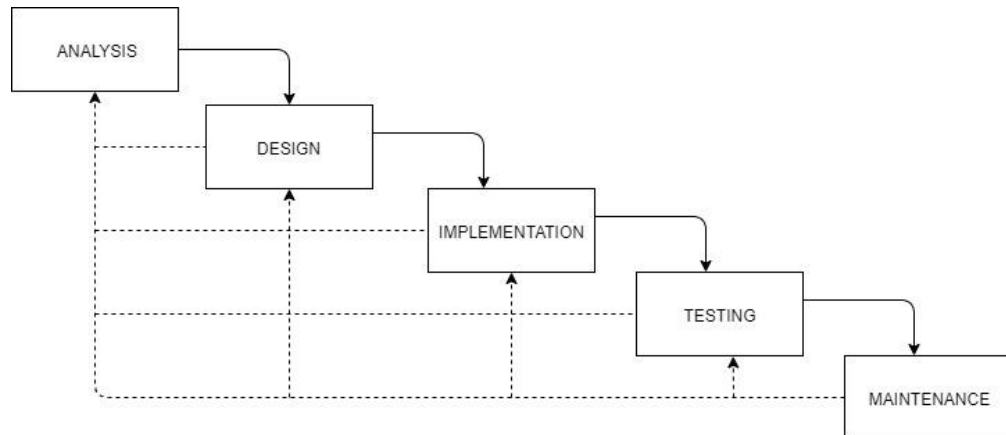 ANALYSIS
DESIGN
IMPLEMENTATION
TESTING
MAINTENANCE